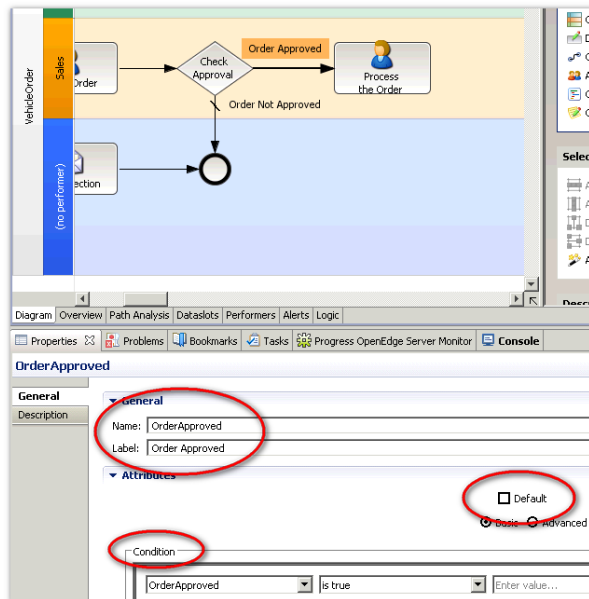 VehicleOrder
Sales
Order
Check
Approval
Order Approved
Process
the Order
Order Not Approved
(no performer)
ection
Selec
Descr
Diagram Overview Path Analysis Dataslots Performers Alerts Logic
Properties Problems Bookmarks Tasks Progress OpenEdge Server Monitor Console
OrderApproved
General
Description
General
Name: OrderApproved
Label: Order Approved
Attributes
Default
Basic Advanced
Condition
OrderApproved is true Enter value...